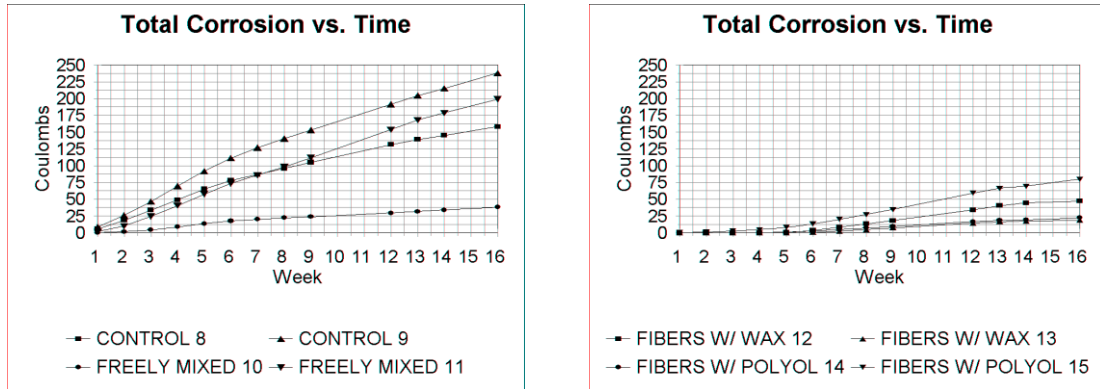 Total Corrosion vs. Time
250
225
200
175
150
125
100
75
50
25
0
Coulombs
1 2 3 4 5 6 7 8 9 10 11 12 13 14 15 16
Week
CONTROL 8 CONTROL 9
FREELY MIXED 10 FREELY MIXED 11
Total Corrosion vs. Time
250
225
200
175
150
125
100
75
50
25
0
Coulombs
1 2 3 4 5 6 7 8 9 10 11 12 13 14 15 16
Week
FIBERS W/ WAX 12 FIBERS W/ WAX 13
FIBERS W/ POLYOL 14 FIBERS W/ POLYOL 15